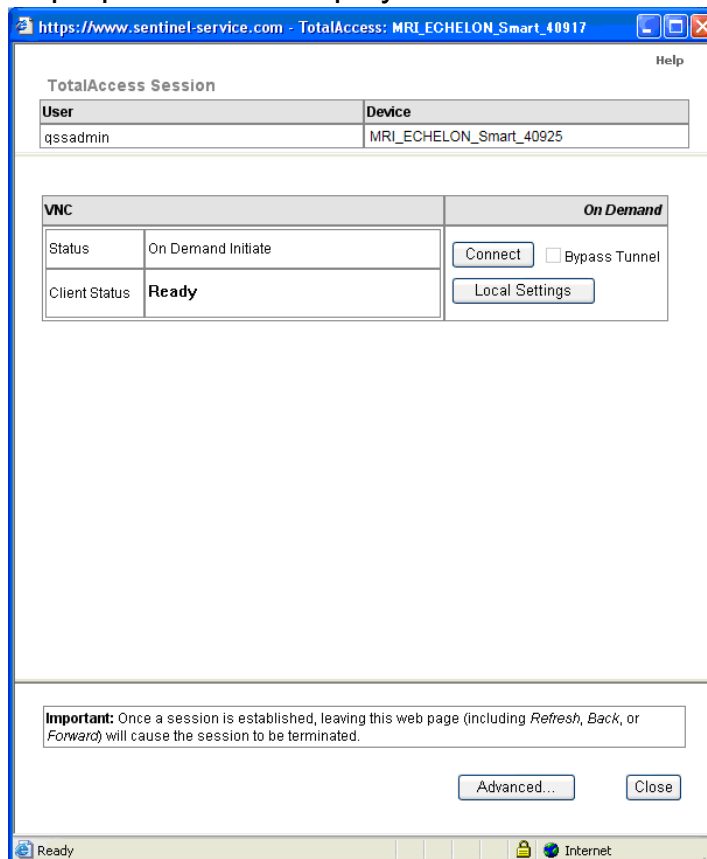 https://www.sentinel-service.com - TotalAccess: MRI_ECHELON_Smart_40917
Help
TotalAccess Session
User Device
qssadmin MRI_ECHELON_Smart_40925
VNC On Demand
Status On Demand Initiate
Connect Bypass Tunnel
Client Status Ready
Local Settings
Important: Once a session is established, leaving this web page (including Refresh, Back, or
Forward) will cause the session to be terminated.
Advanced... Close
Ready Internet